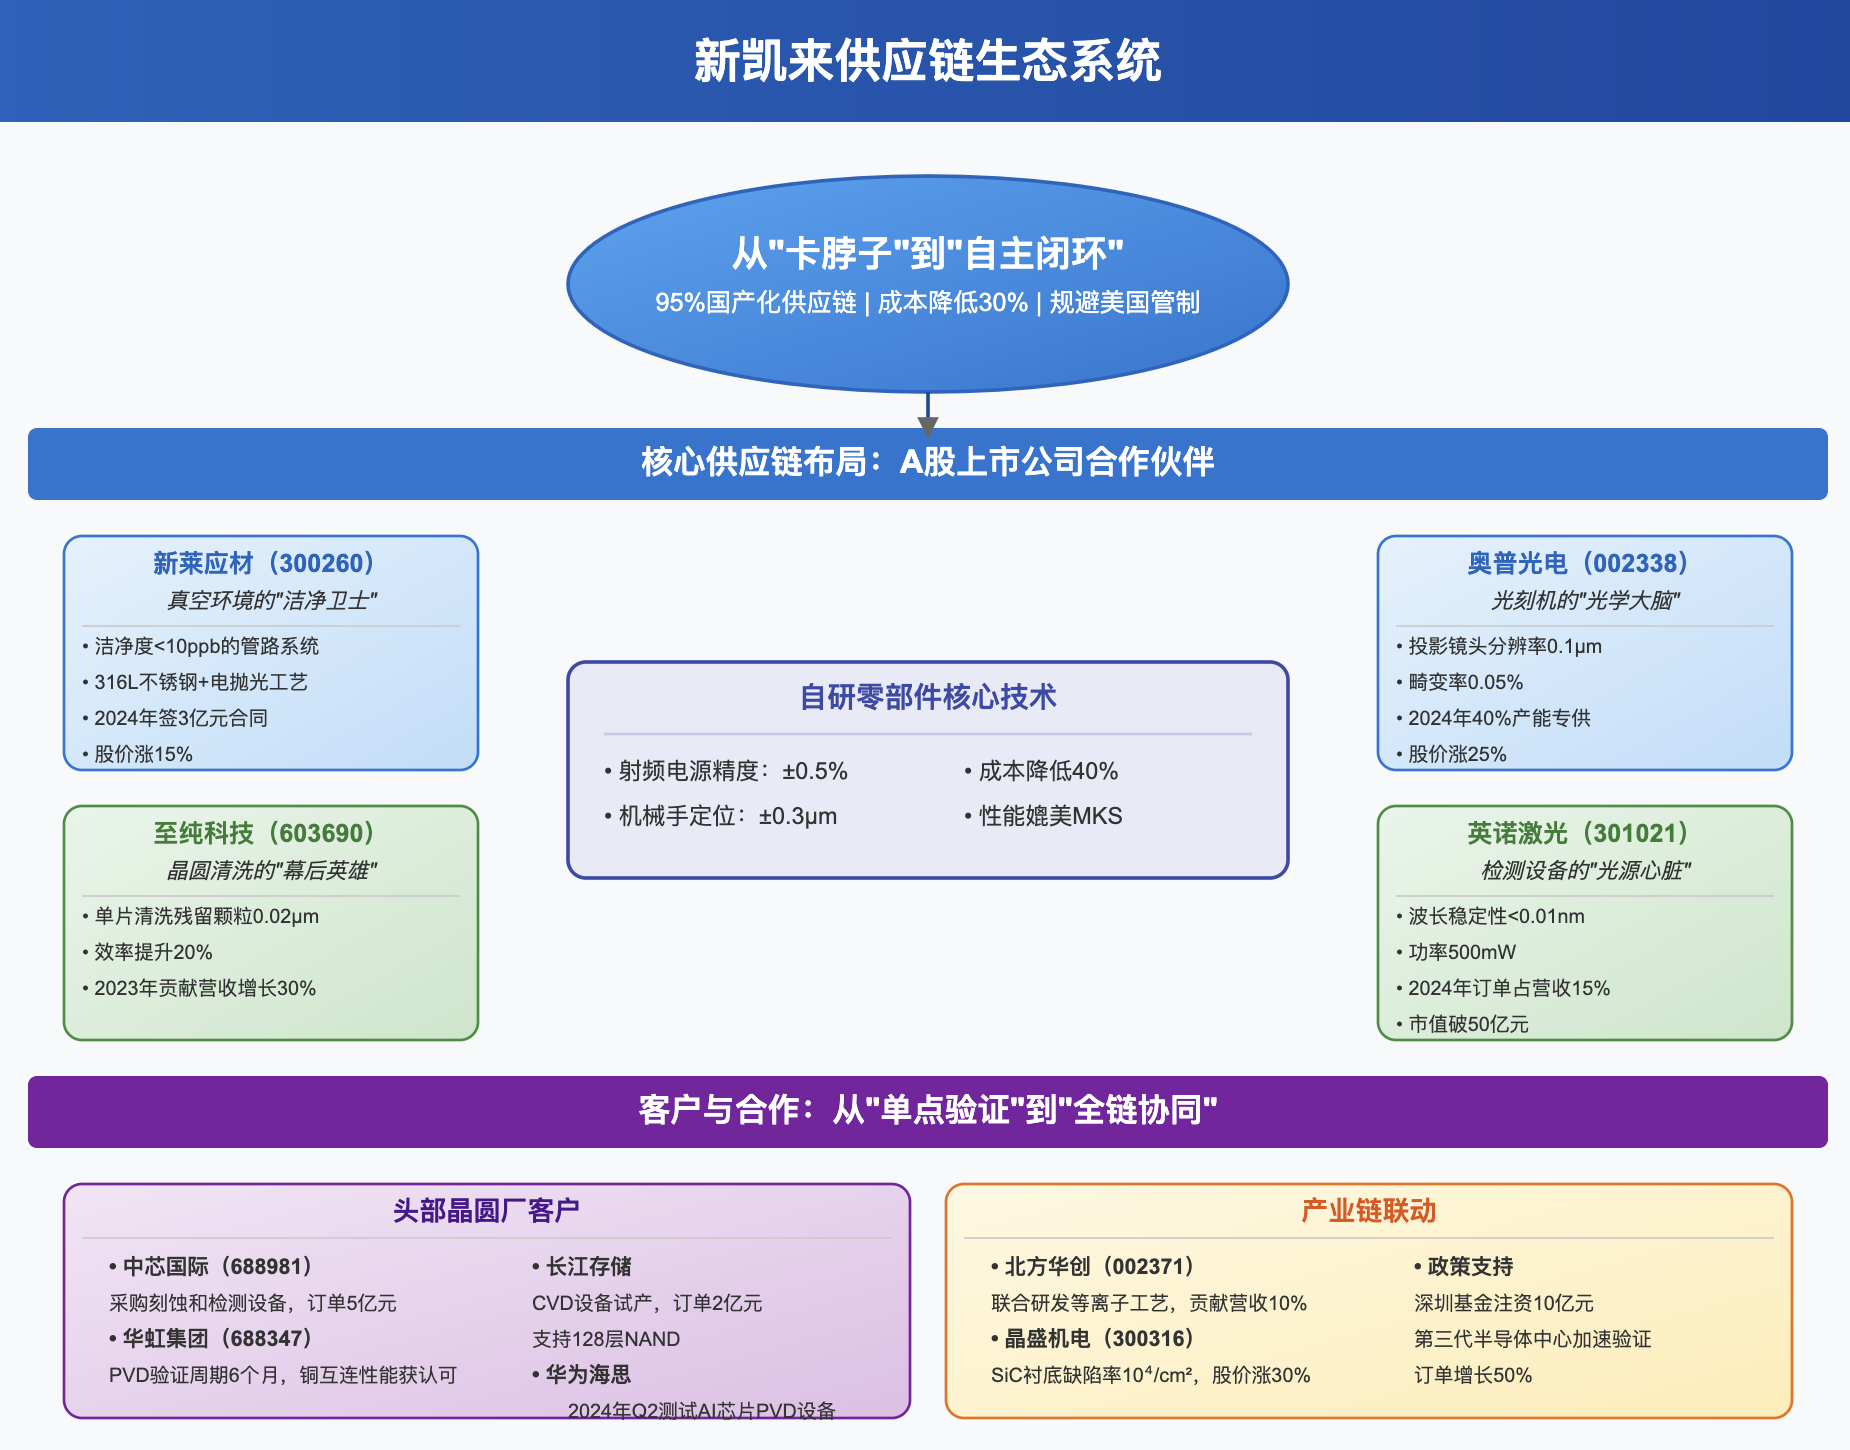 新凯来供应链生态系统
从"卡脖子"到"自主闭环"
95%国产化供应链 | 成本降低30% | 规避美国管制
核心供应链布局：A股上市公司合作伙伴
新莱应材（300260）
真空环境的"洁净卫士"
• 洁净度<10ppb的管路系统
• 316L不锈钢+电抛光工艺
• 2024年签3亿元合同
• 股价涨15%
奥普光电（002338）
光刻机的"光学大脑"
• 投影镜头分辨率0.1μm
• 畸变率0.05%
• 2024年40%产能专供
• 股价涨25%
自研零部件核心技术
• 射频电源精度：±0.5%
• 机械手定位：±0.3μm
• 成本降低40%
• 性能媲美MKS
至纯科技（603690）
晶圆清洗的"幕后英雄"
• 单片清洗残留颗粒0.02μm
• 效率提升20%
• 2023年贡献营收增长30%
英诺激光（301021）
检测设备的"光源心脏"
• 波长稳定性<0.01nm
• 功率500mW
• 2024年订单占营收15%
• 市值破50亿元
客户与合作：从"单点验证"到"全链协同"
头部晶圆厂客户
• 中芯国际（688981）
采购刻蚀和检测设备，订单5亿元
• 华虹集团（688347）
PVD验证周期6个月，铜互连性能获认可
• 长江存储
CVD设备试产，订单2亿元
支持128层NAND
• 华为海思
2024年Q2测试AI芯片PVD设备
产业链联动
• 北方华创（002371）
联合研发等离子工艺，贡献营收10%
• 晶盛机电（300316）
SiC衬底缺陷率10⁴/cm²，股价涨30%
• 政策支持
深圳基金注资10亿元
第三代半导体中心加速验证
订单增长50%